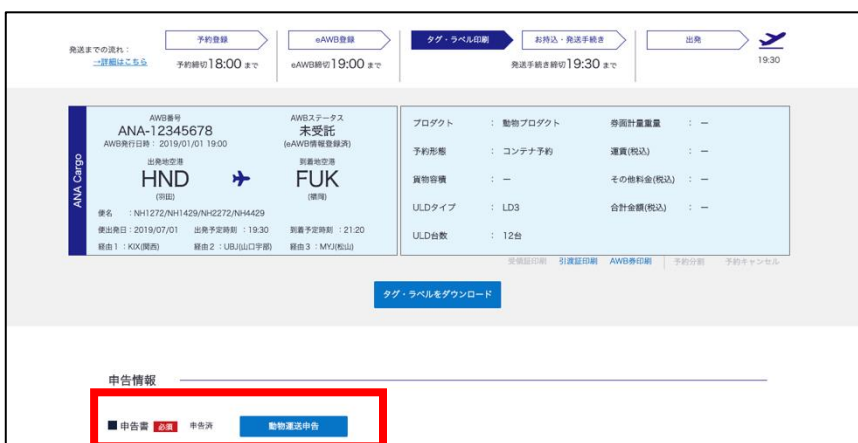 発送までの流れ：
→詳細はこちら
予約登録
予約締切18:00 まで
eAWB登録
eAWB締切19:00 まで
タグ・ラベル印刷
お持込・発送手続き
発送手続き締切19:30 まで
出発
19:30
ANA Cargo
AWB番号
ANA-12345678
AWB発行日時：2019/01/01 19:00
AWBステータス
未受託
(eAWB情報登録済)
出発地空港
HND
(羽田)
到着地空港
FUK
(福岡)
便名　：NH1272/NH1429/NH2272/NH4429
便出発日：2019/07/01　出発予定時刻　：19:30　到着予定時刻　：21:20
経由1　：KIX(関西)　経由2　：UBJ(山口宇部)　経由3　：MYJ(松山)
プロダクト　：　動物プロダクト　券面計量重量　：　－
予約形態　：　コンテナ予約　運賃(税込)　：　－
貨物容積　：　－　その他料金(税込)　：　－
ULDタイプ　：　LD3　合計金額(税込)　：　－
ULD台数　：　12台
受領証印刷　引渡証印刷　AWB券印刷　予約分割　予約キャンセル
タグ・ラベルをダウンロード
申告情報
■申告書　必須　申告済　動物運送申告